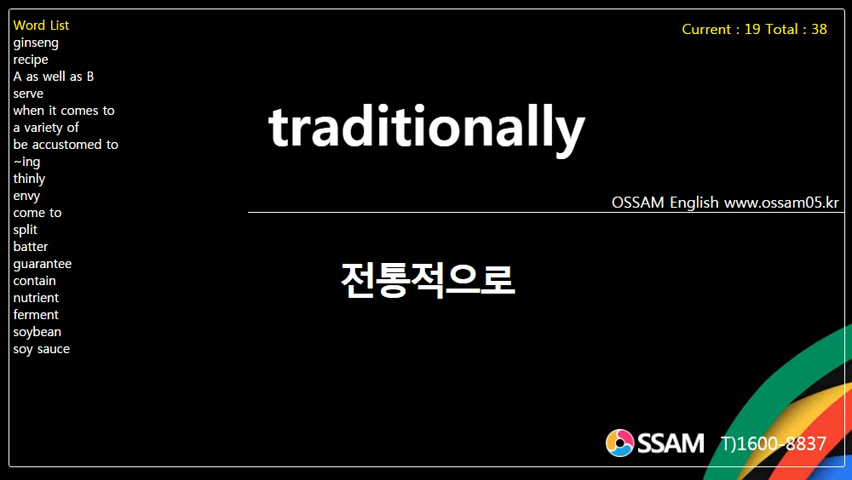 Word List
ginseng
recipe
A as well as B
serve
when it comes to
a variety of
be accustomed to
~ing
thinly
envy
come to
split
batter
guarantee
contain
nutrient
ferment
soybean
soy sauce
Current : 19 Total : 38
traditionally
OSSAM English www.ossam05.kr
전통적으로
OSSAM T)1600-8837